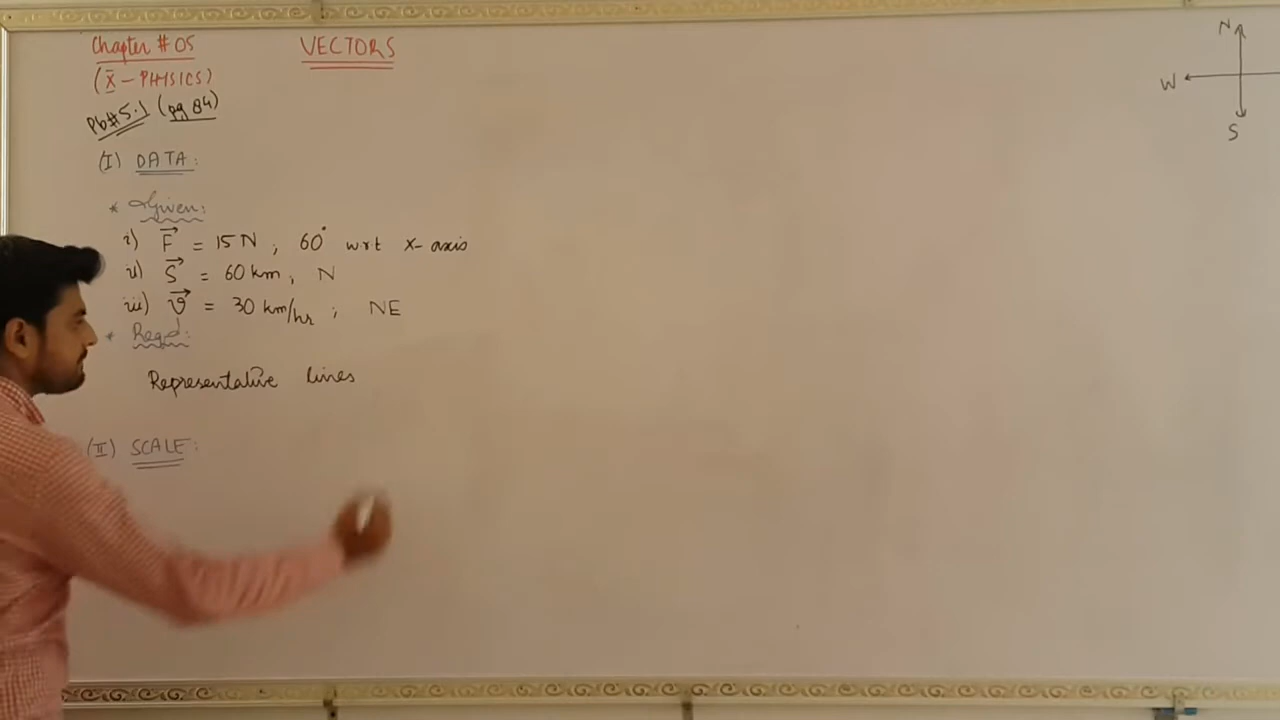 Chapter # 05
VECTORS
(X - PHYSICS)
Pb# 5.1 (pg 84)
(I) DATA:
* Given:
i) F = 15 N ; 60° wrt x-axis
ii) S = 60 km ; N
iii) v = 30 km/hr ; NE
* Reqd:
Representative lines
(II) SCALE:
N
W
S